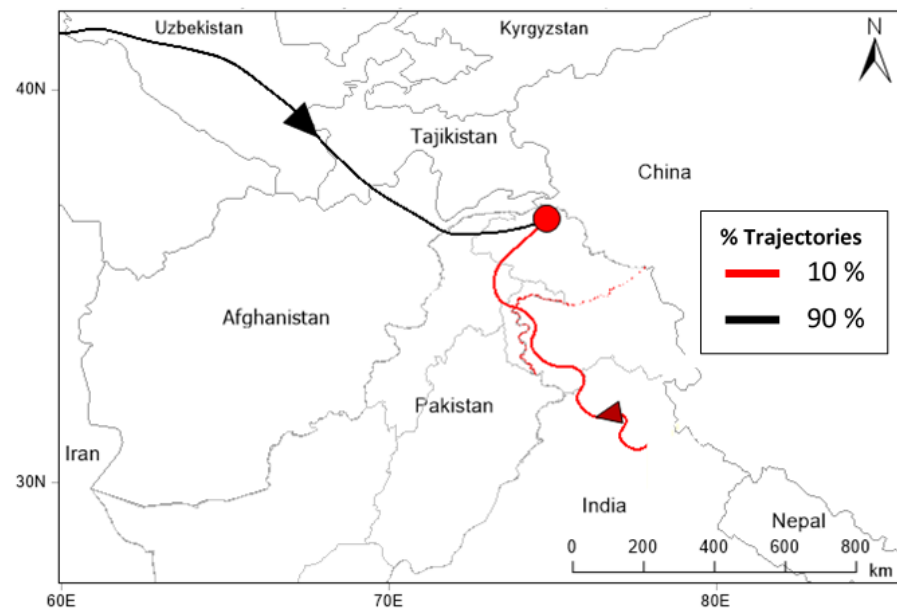 Uzbekistan
Kyrgyzstan
N
40N
Tajikistan
China
% Trajectories
10 %
90 %
Afghanistan
Pakistan
Iran
30N
India
Nepal
0 200 400 600 800
km
60E 70E 80E